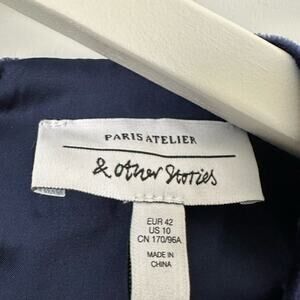 PARIS ATELIER
& Other Stories
EUR 42
US 10
CN 170/96A
MADE IN
CHINA